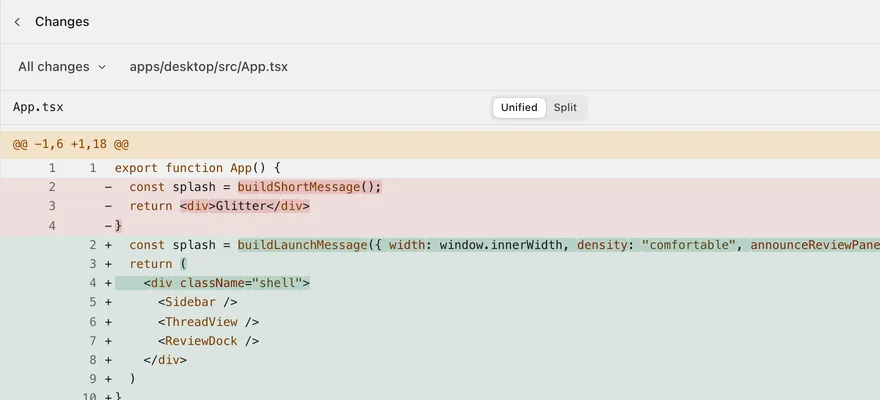 Changes
All changes apps/desktop/src/App.tsx
App.tsx Unified Split
@@ -1,6 +1,18 @@
1 1 export function App() {
2 - const splash = buildShortMessage();
3 - return <div>Glitter</div>
4 -}
2 + const splash = buildLaunchMessage({ width: window.innerWidth, density: "comfortable", announceReviewPane
3 + return (
4 + <div className="shell">
5 + <Sidebar />
6 + <ThreadView />
7 + <ReviewDock />
8 + </div>
9 + )
10 +}